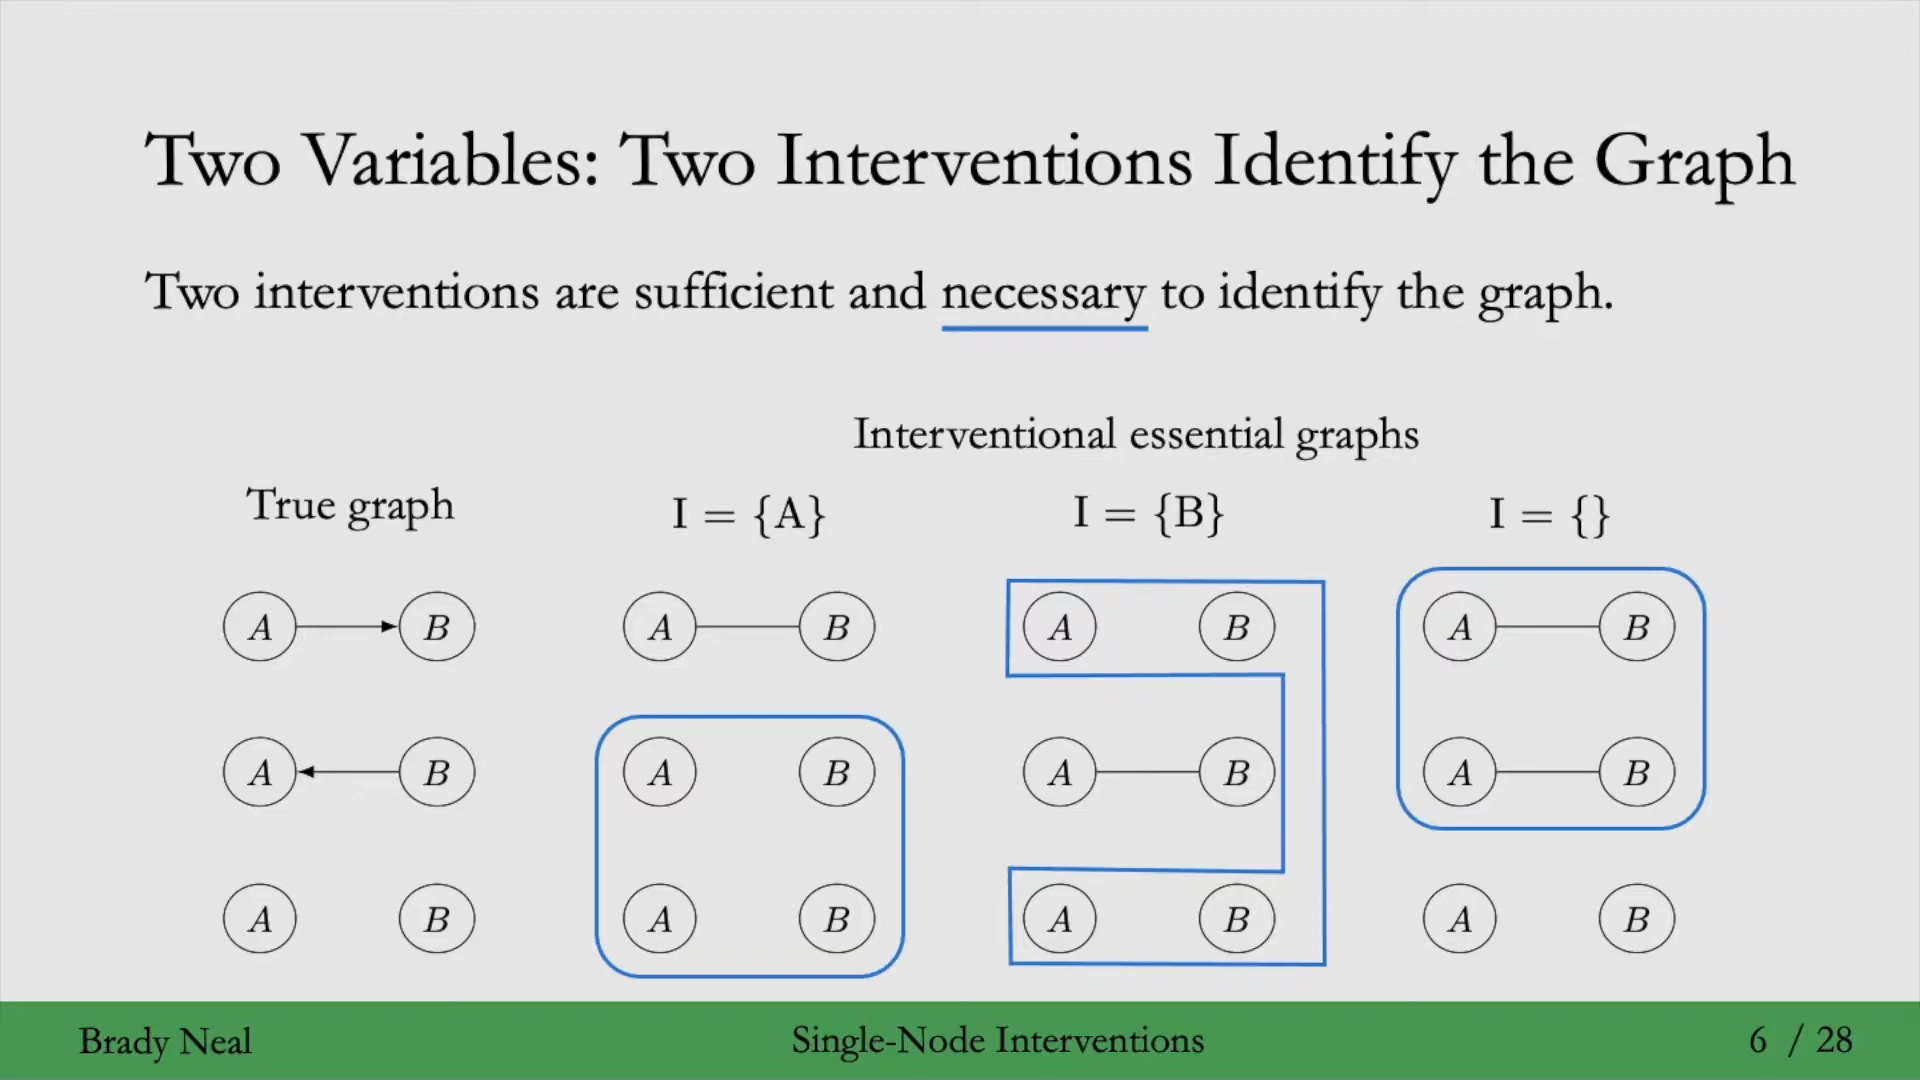 Two Variables: Two Interventions Identify the Graph
Two interventions are sufficient and necessary to identify the graph.
Interventional essential graphs
True graph I = {A} I = {B} I = {}
A B A B A B A B
A B A B A B A B
A B A B A B A B
Brady Neal Single-Node Interventions 6 / 28